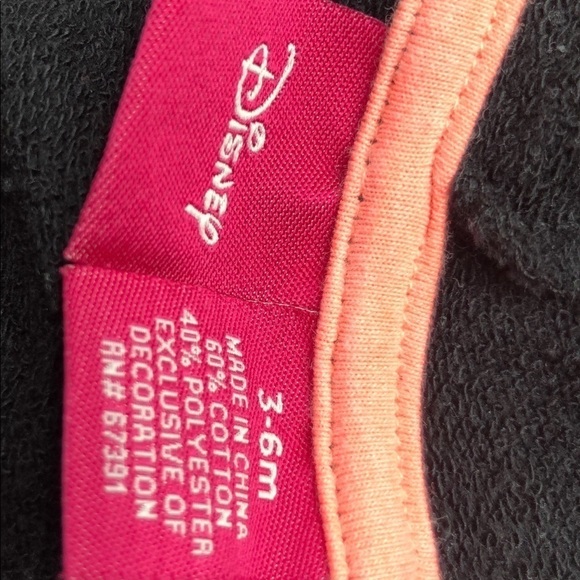 Disney
3-6M
MADE IN CHINA
60% COTTON
40% POLYESTER
EXCLUSIVE OF
DECORATION
RN# 67391